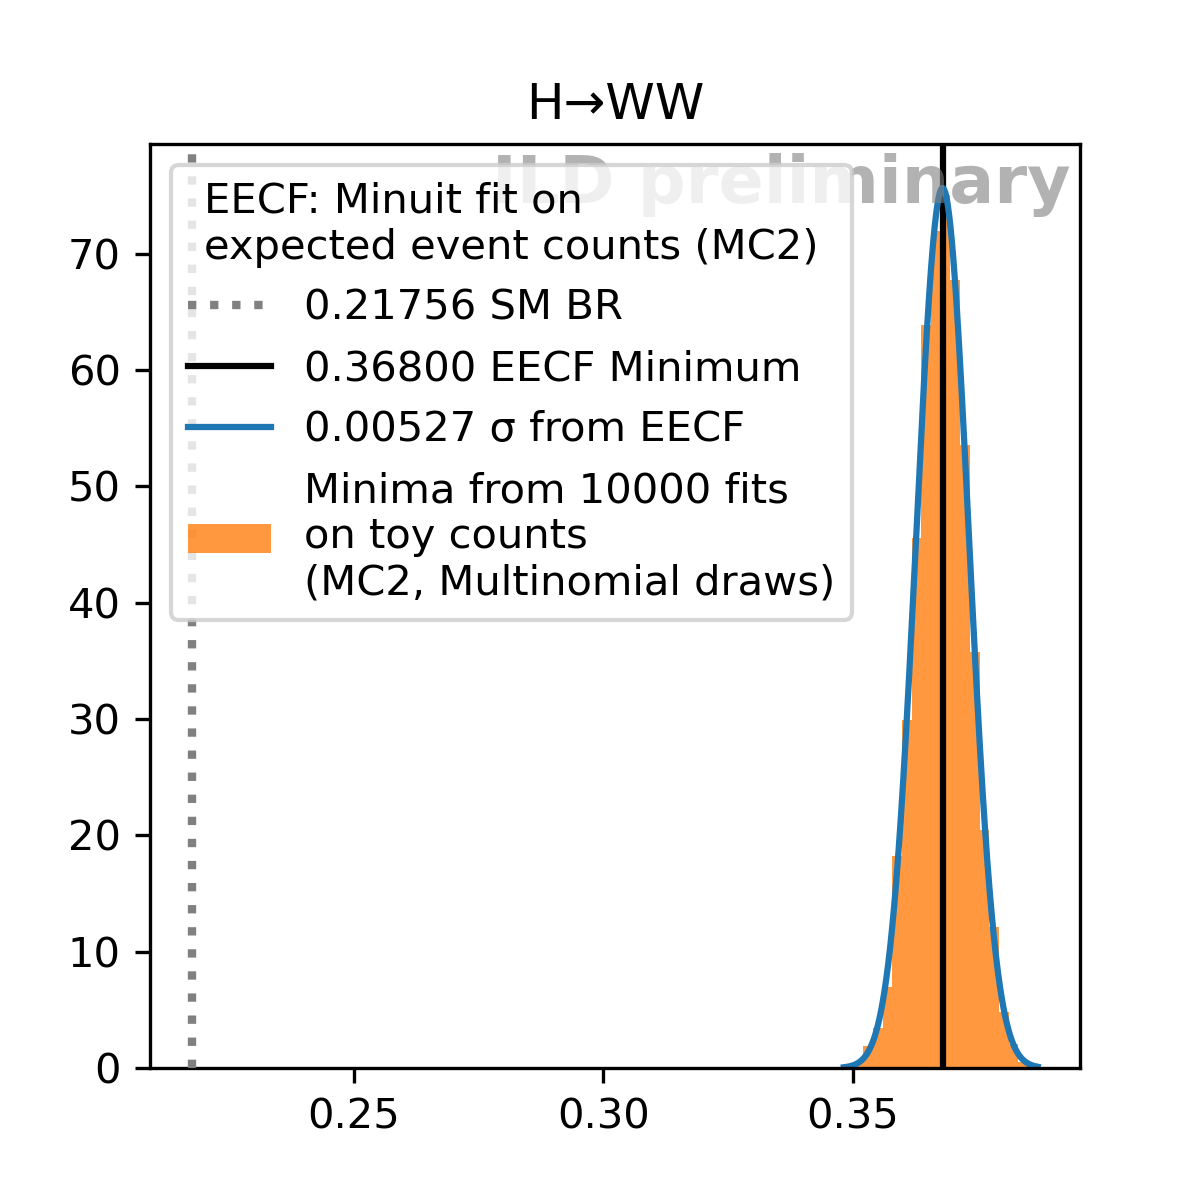 H→WW
ILD preliminary
EECF: Minuit fit on
expected event counts (MC2)
0.21756 SM BR
0.36800 EECF Minimum
0.00527 σ from EECF
Minima from 10000 fits
on toy counts
(MC2, Multinomial draws)
70
60
50
40
30
20
10
0
0.25 0.30 0.35